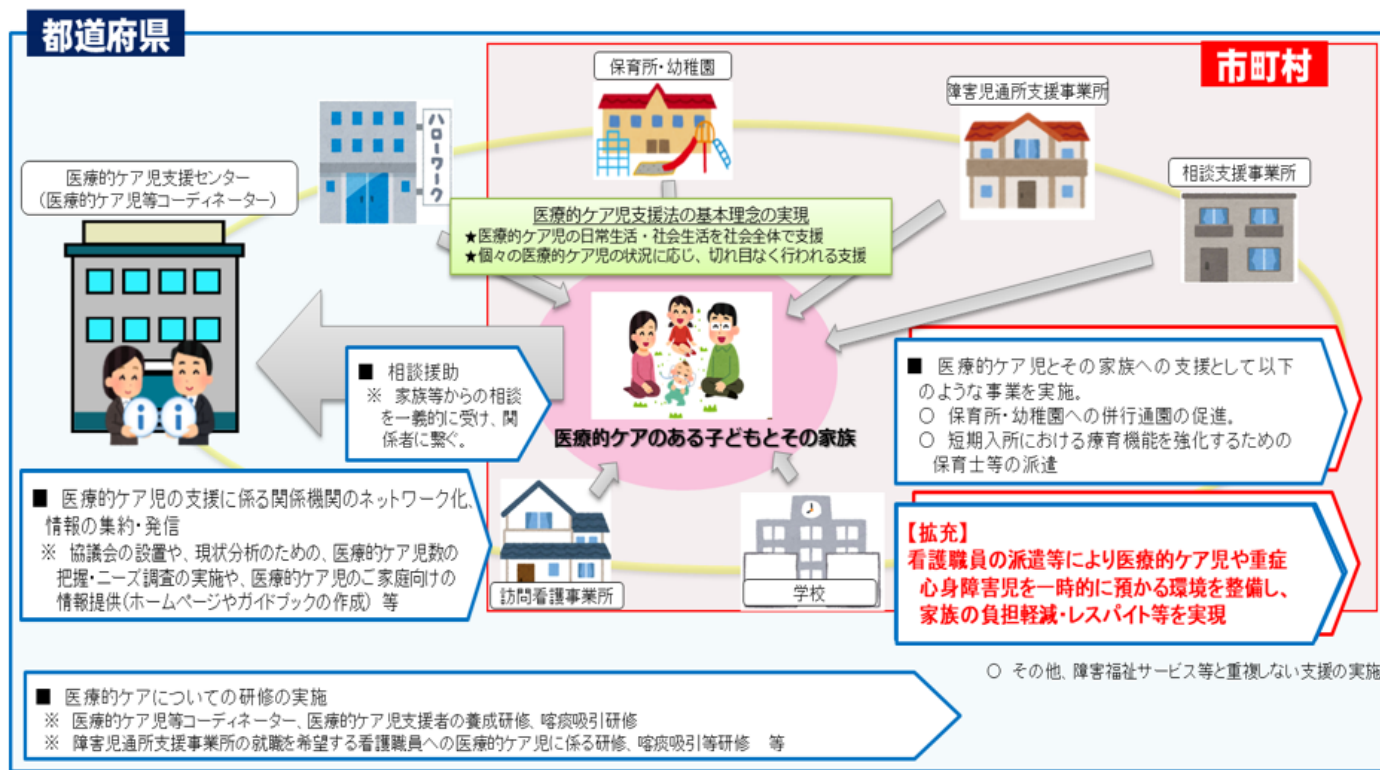 都道府県
市町村
保育所・幼稚園
障害児通所支援事業所
ハローワーク
相談支援事業所
医療的ケア児支援センター
（医療的ケア児等コーディネーター）
医療的ケア児支援法の基本理念の実現
★医療的ケア児の日常生活・社会生活を社会全体で支援
★個々の医療的ケア児の状況に応じ、切れ目なく行われる支援
■ 相談援助
※ 家族等からの相談
を一義的に受け、関
係者に繋ぐ。
医療的ケアのある子どもとその家族
■ 医療的ケア児とその家族への支援として以下
のような事業を実施。
○ 保育所・幼稚園への併行通園の促進。
○ 短期入所における療育機能を強化するための
保育士等の派遣
■ 医療的ケア児の支援に係る関係機関のネットワーク化、
情報の集約・発信
※ 協議会の設置や、現状分析のための、医療的ケア児数の
把握・ニーズ調査の実施や、医療的ケア児のご家庭向けの
情報提供（ホームページやガイドブックの作成） 等
訪問看護事業所
学校
【拡充】
看護職員の派遣等により医療的ケア児や重症
心身障害児を一時的に預かる環境を整備し、
家族の負担軽減・レスパイト等を実現
○ その他、障害福祉サービス等と重複しない支援の実施
■ 医療的ケアについての研修の実施
※ 医療的ケア児等コーディネーター、医療的ケア児支援者の養成研修、喀痰吸引研修
※ 障害児通所支援事業所の就職を希望する看護職員への医療的ケア児に係る研修、喀痰吸引等研修 等